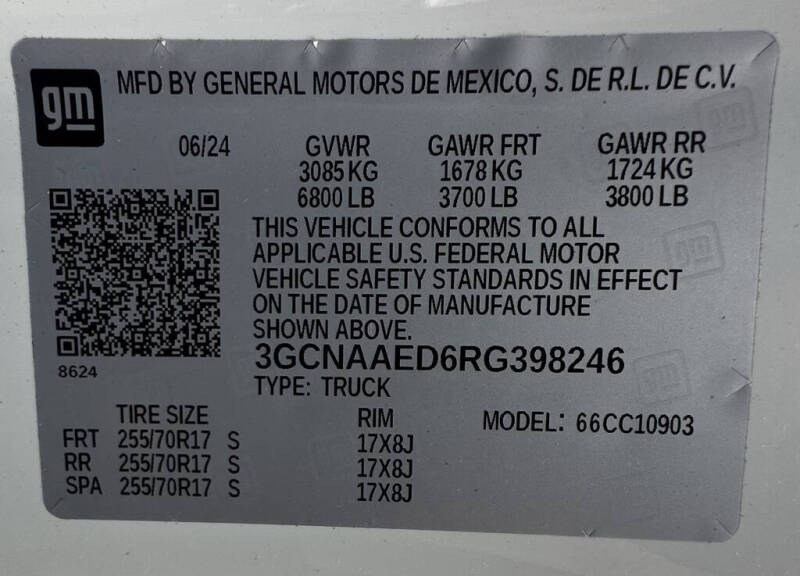 gm
MFD BY GENERAL MOTORS DE MEXICO, S. DE R.L. DE C.V.
06/24 GVWR GAWR FRT GAWR RR
3085 KG 1678 KG 1724 KG
6800 LB 3700 LB 3800 LB
THIS VEHICLE CONFORMS TO ALL
APPLICABLE U.S. FEDERAL MOTOR
VEHICLE SAFETY STANDARDS IN EFFECT
ON THE DATE OF MANUFACTURE
SHOWN ABOVE.
8624
3GCNAAED6RG398246
TYPE: TRUCK
TIRE SIZE RIM MODEL: 66CC10903
FRT 255/70R17 S 17X8J
RR 255/70R17 S 17X8J
SPA 255/70R17 S 17X8J
gm
gm